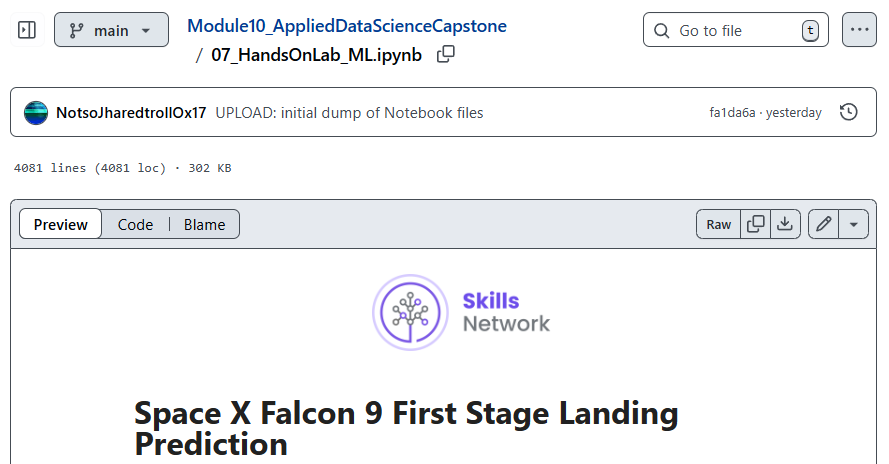 main
Module10_AppliedDataScienceCapstone
/ 07_HandsOnLab_ML.ipynb
Go to file
t
NotsoJharedtrollOx17 UPLOAD: initial dump of Notebook files
fa1da6a · yesterday
4081 lines (4081 loc) · 302 KB
Preview Code Blame
Raw
Skills
Network
Space X Falcon 9 First Stage Landing
Prediction